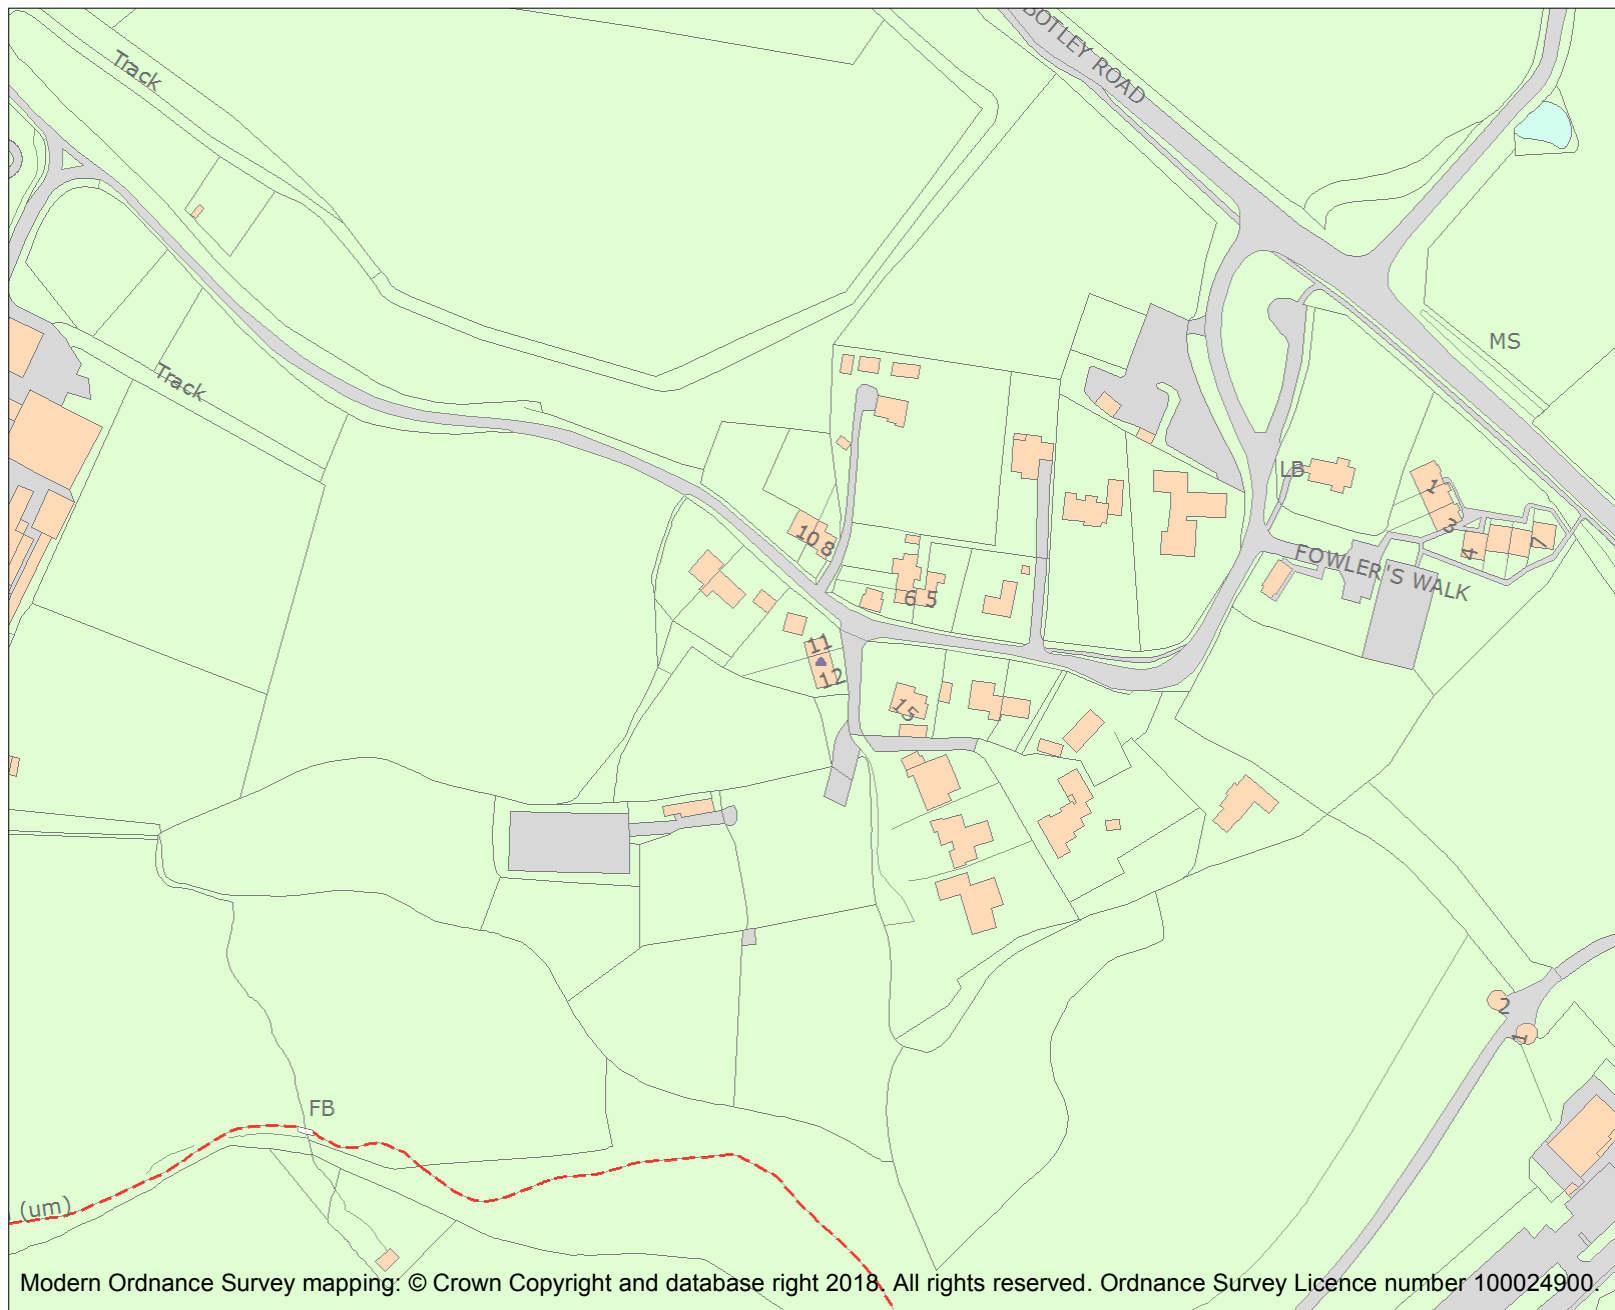 BOTLEY ROAD
Track
MS
Track
LB
1
3
10 8
4
7
FOWLER'S WALK
6 5
11
12
15
2
1
FB
(um)
Modern Ordnance Survey mapping: © Crown Copyright and database right 2018. All rights reserved. Ordnance Survey Licence number 100024900.